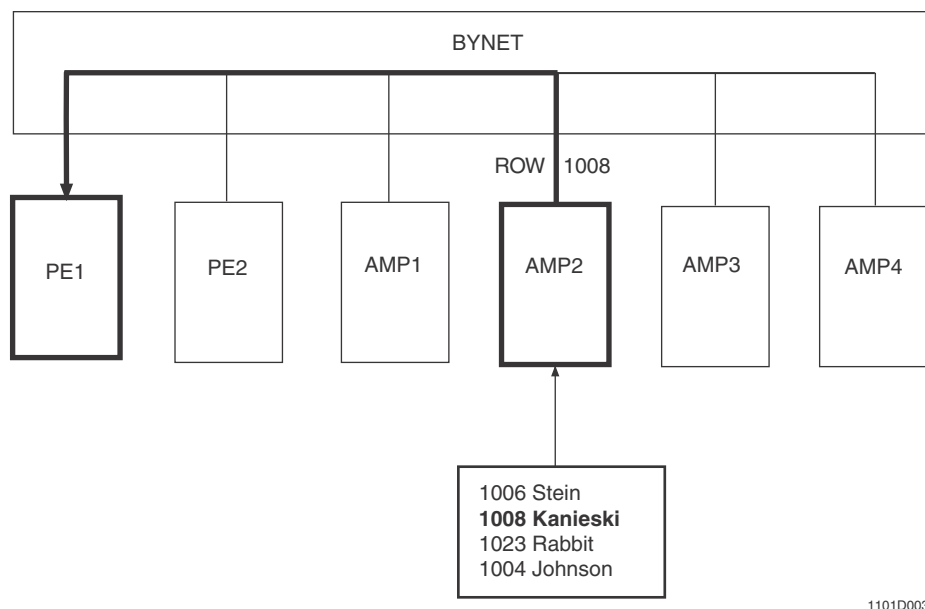 BYNET
ROW 1008
PE1
PE2
AMP1
AMP2
AMP3
AMP4
1006 Stein
1008 Kanieski
1023 Rabbit
1004 Johnson